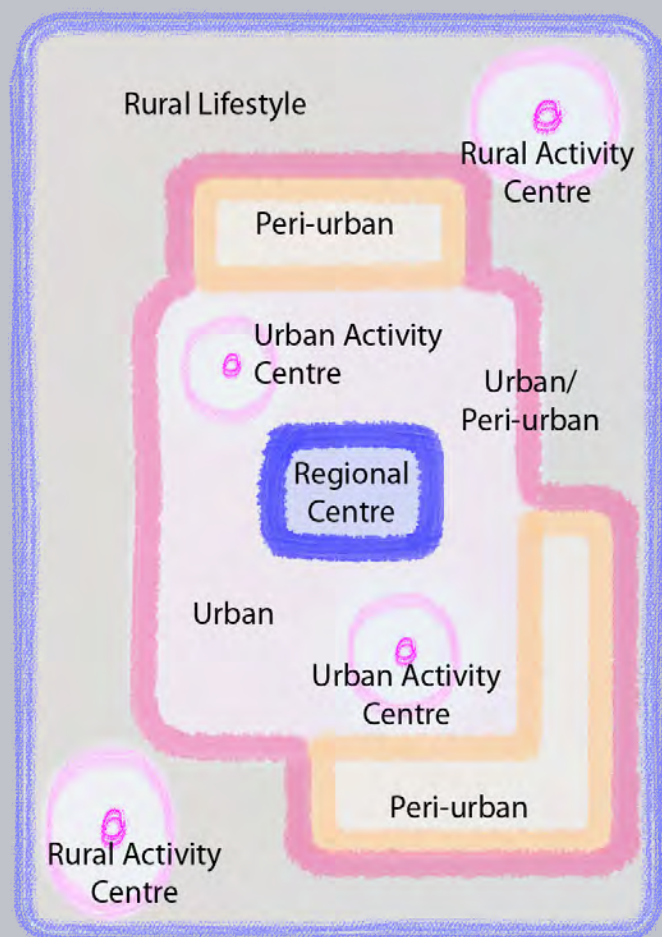 Rural Lifestyle
Rural Activity
Centre
Peri-urban
Urban Activity
Centre
Urban/
Peri-urban
Regional
Centre
Urban
Urban Activity
Centre
Peri-urban
Rural Activity
Centre